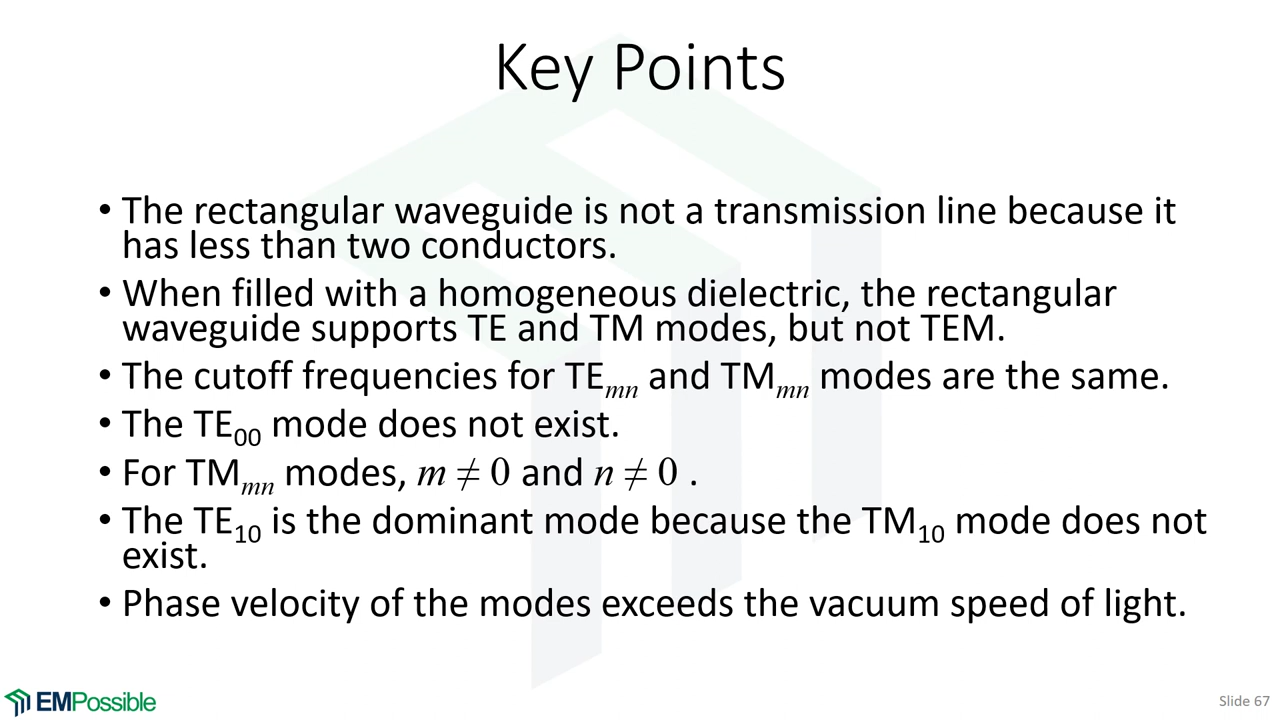 Key Points
• The rectangular waveguide is not a transmission line because it
has less than two conductors.
• When filled with a homogeneous dielectric, the rectangular
waveguide supports TE and TM modes, but not TEM.
• The cutoff frequencies for TEmn and TMmn modes are the same.
• The TE00 mode does not exist.
• For TMmn modes, m ≠ 0 and n ≠ 0 .
• The TE10 is the dominant mode because the TM10 mode does not
exist.
• Phase velocity of the modes exceeds the vacuum speed of light.
EMPossible
Slide 67